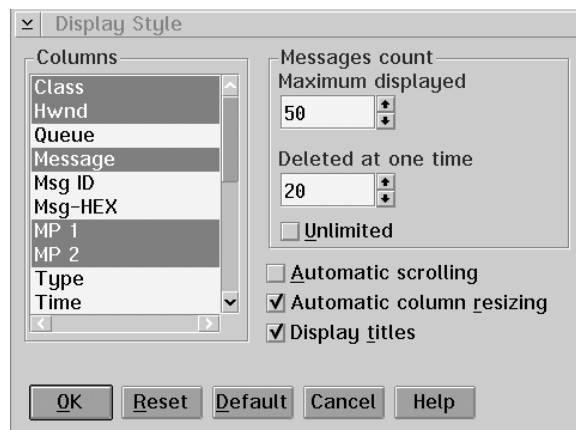 Display Style
Columns
Class
Hwnd
Queue
Message
Msg ID
Msg-HEX
MP 1
MP 2
Type
Time
Messages count
Maximum displayed
50
Deleted at one time
20
Unlimited
Automatic scrolling
Automatic column resizing
Display titles
OK
Reset
Default
Cancel
Help